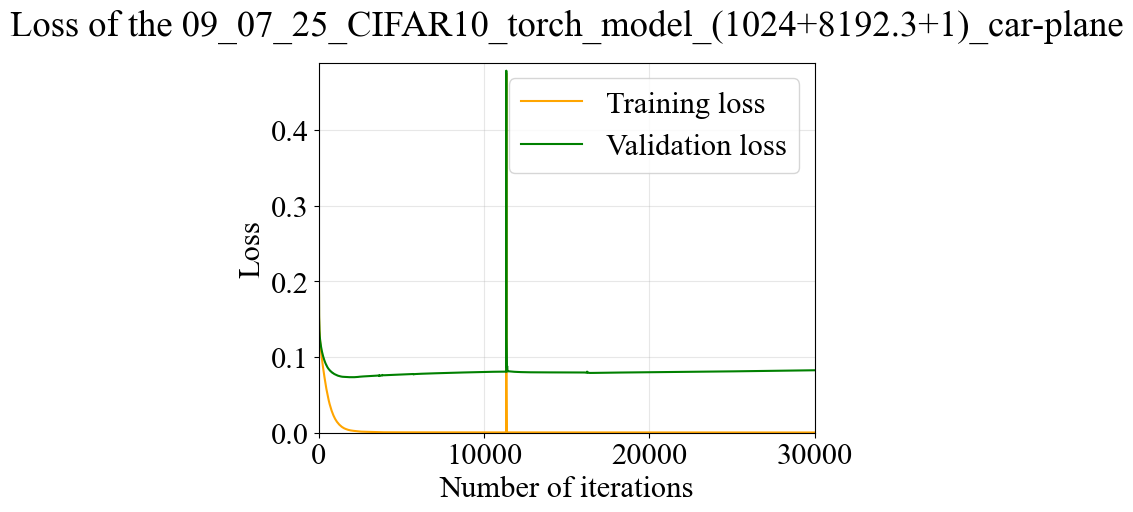 Loss of the 09_07_25_CIFAR10_torch_model_(1024+8192.3+1)_car-plane
Training loss
Validation loss
Loss
0.4
0.3
0.2
0.1
0.0
0 10000 20000 30000
Number of iterations